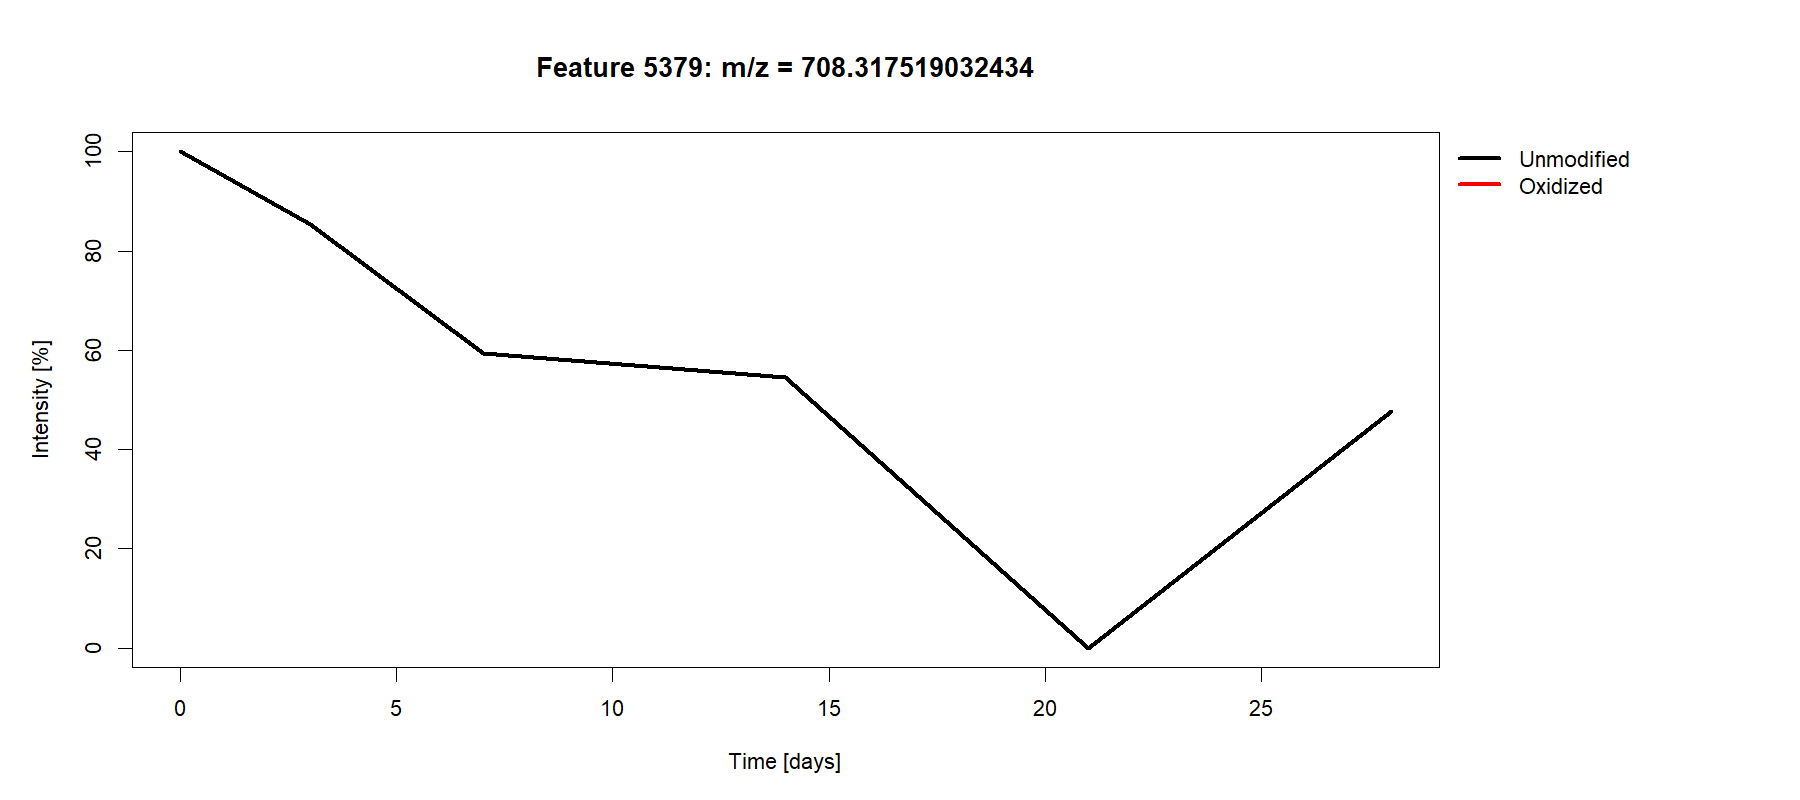 Feature 5379: m/z = 708.317519032434
Unmodified
Oxidized
Intensity [%]
100
80
60
40
20
0
0 5 10 15 20 25
Time [days]